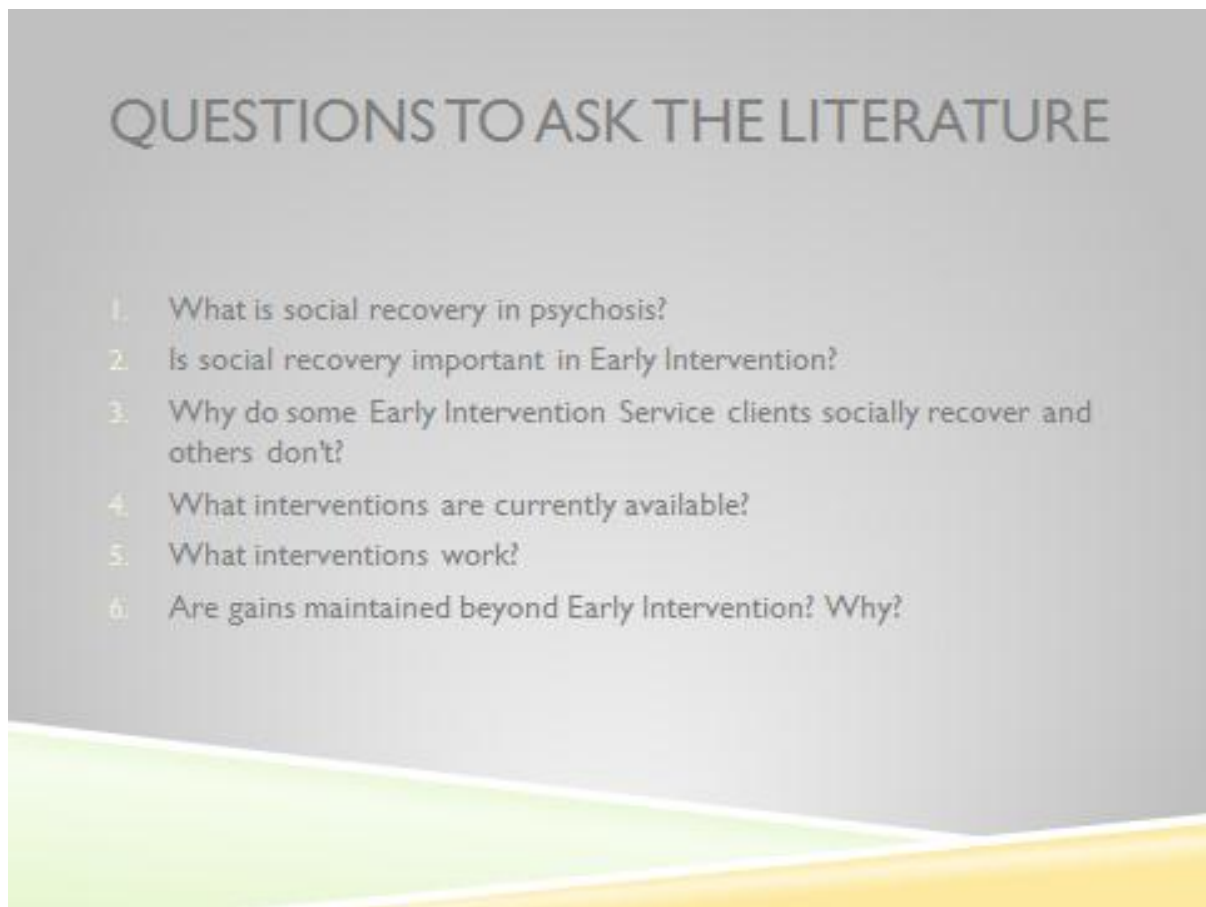 QUESTIONS TO ASK THE LITERATURE
1. What is social recovery in psychosis?
2. Is social recovery important in Early Intervention?
3. Why do some Early Intervention Service clients socially recover and
others don't?
4. What interventions are currently available?
5. What interventions work?
6. Are gains maintained beyond Early Intervention? Why?